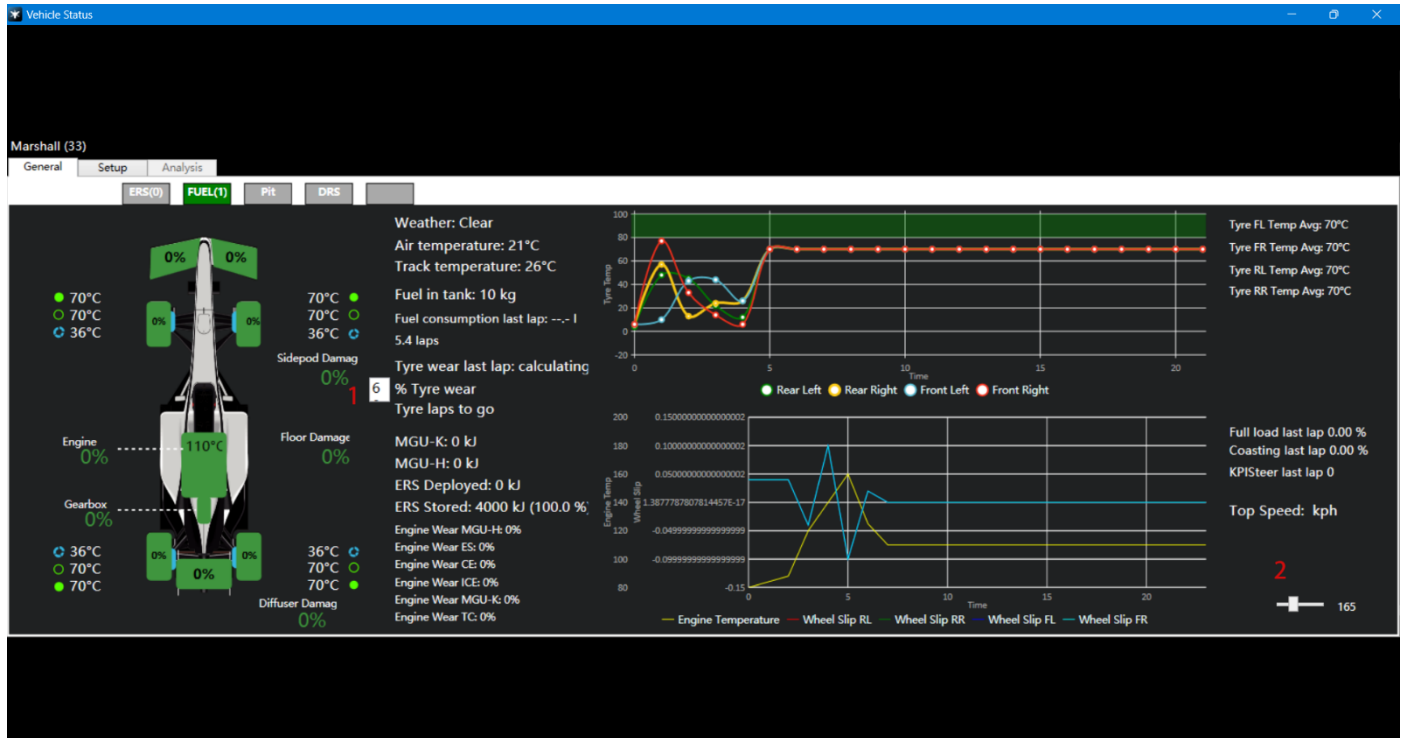 Vehicle Status
Marshall (33)
General Setup Analysis
ERS(0) FUEL(1) Pit DRS
0% 0%
70°C 70°C
70°C 70°C
36°C 36°C
0% 0%
Sidepod Damag
0%
1
Engine
0%
110°C
Floor Damage
0%
Gearbox
0%
36°C 36°C
70°C 70°C
70°C 70°C
0% 0%
0%
Diffuser Damag
0%
Weather: Clear
Air temperature: 21°C
Track temperature: 26°C
Fuel in tank: 10 kg
Fuel consumption last lap: --.- l
5.4 laps
Tyre wear last lap: calculating
6 % Tyre wear
Tyre laps to go
MGU-K: 0 kJ
MGU-H: 0 kJ
ERS Deployed: 0 kJ
ERS Stored: 4000 kJ (100.0 %)
Engine Wear MGU-H: 0%
Engine Wear ES: 0%
Engine Wear CE: 0%
Engine Wear ICE: 0%
Engine Wear MGU-K: 0%
Engine Wear TC: 0%
Tyre Temp
100
80
60
40
20
0
-20
0 5 10 15 20
Time
Rear Left Rear Right Front Left Front Right
Engine Temp
Wheel Slip
200 0.15000000000000002
180 0.10000000000000002
160 0.05000000000000002
140 1.3877787807814457E-17
120 -0.04999999999999999
100 -0.09999999999999999
80 -0.15
0 5 10 15 20
Time
Engine Temperature Wheel Slip RL Wheel Slip RR Wheel Slip FL Wheel Slip FR
Tyre FL Temp Avg: 70°C
Tyre FR Temp Avg: 70°C
Tyre RL Temp Avg: 70°C
Tyre RR Temp Avg: 70°C
Full load last lap 0.00 %
Coasting last lap 0.00 %
KPISteer last lap 0
Top Speed: kph
2
165